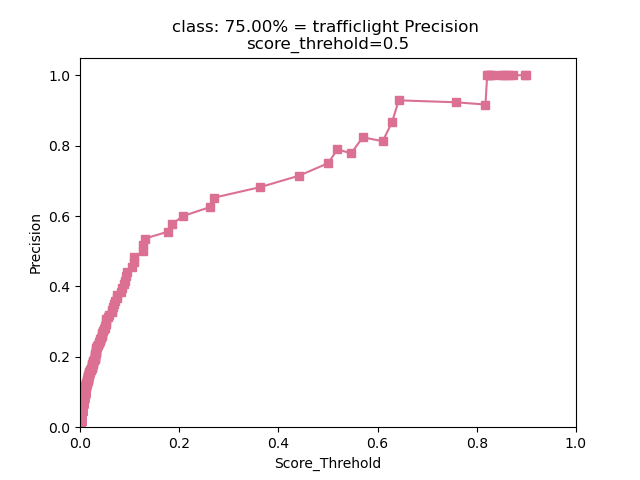 class: 75.00% = trafficlight Precision
score_threhold=0.5
1.0
0.8
0.6
0.4
0.2
0.0
Precision
0.0 0.2 0.4 0.6 0.8 1.0
Score_Threhold